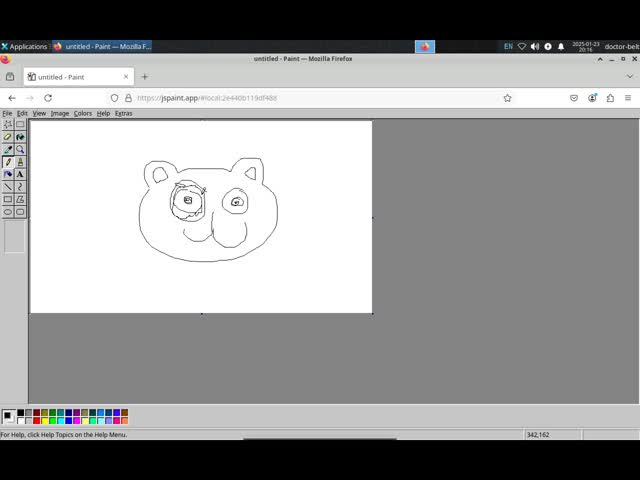 Applications
untitled - Paint — Mozilla F...
EN
2025-01-23
20:16
doctor-belt
untitled - Paint — Mozilla Firefox
untitled - Paint
https://jspaint.app/#local:2e440b119df488
File Edit View Image Colors Help Extras
A
For Help, click Help Topics on the Help Menu.
342,162